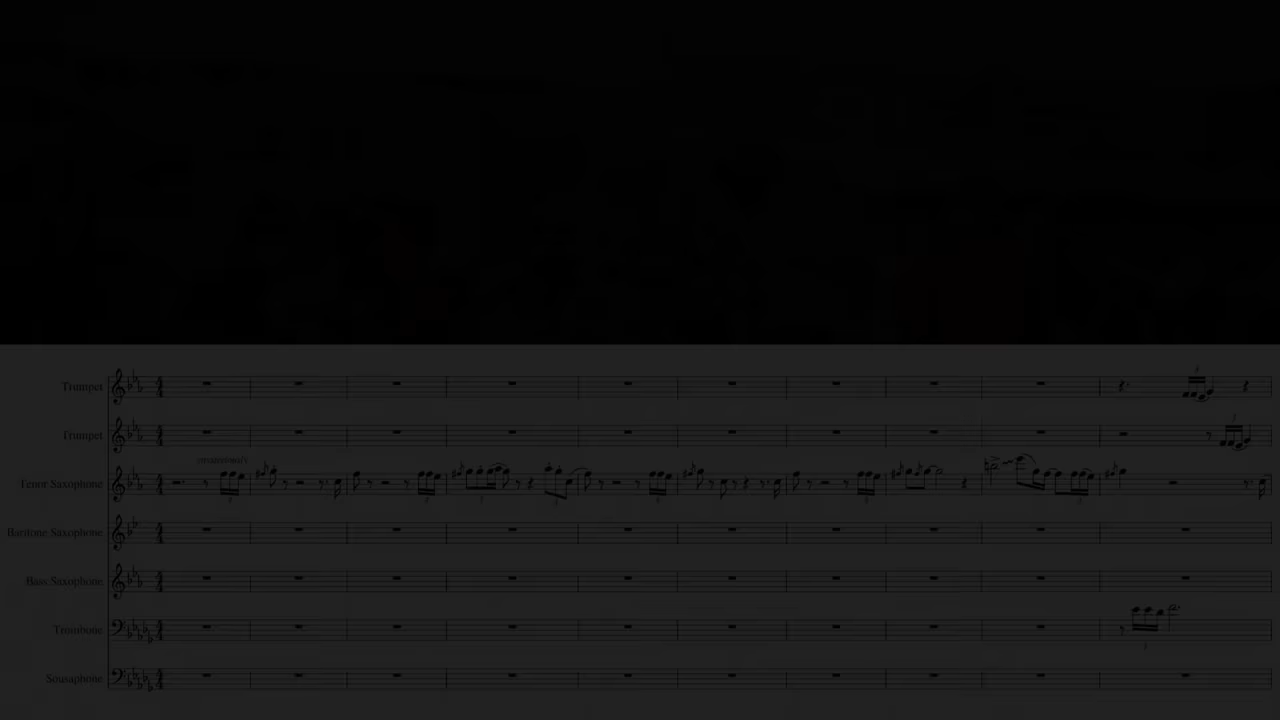 Trumpet
Trumpet
Tenor Saxophone
Baritone Saxophone
Bass Saxophone
Trombone
Sousaphone